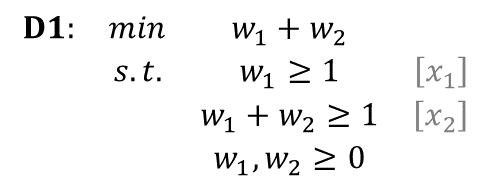 D1: min w₁ + w₂
s.t. w₁ ≥ 1 [x₁]
w₁ + w₂ ≥ 1 [x₂]
w₁, w₂ ≥ 0